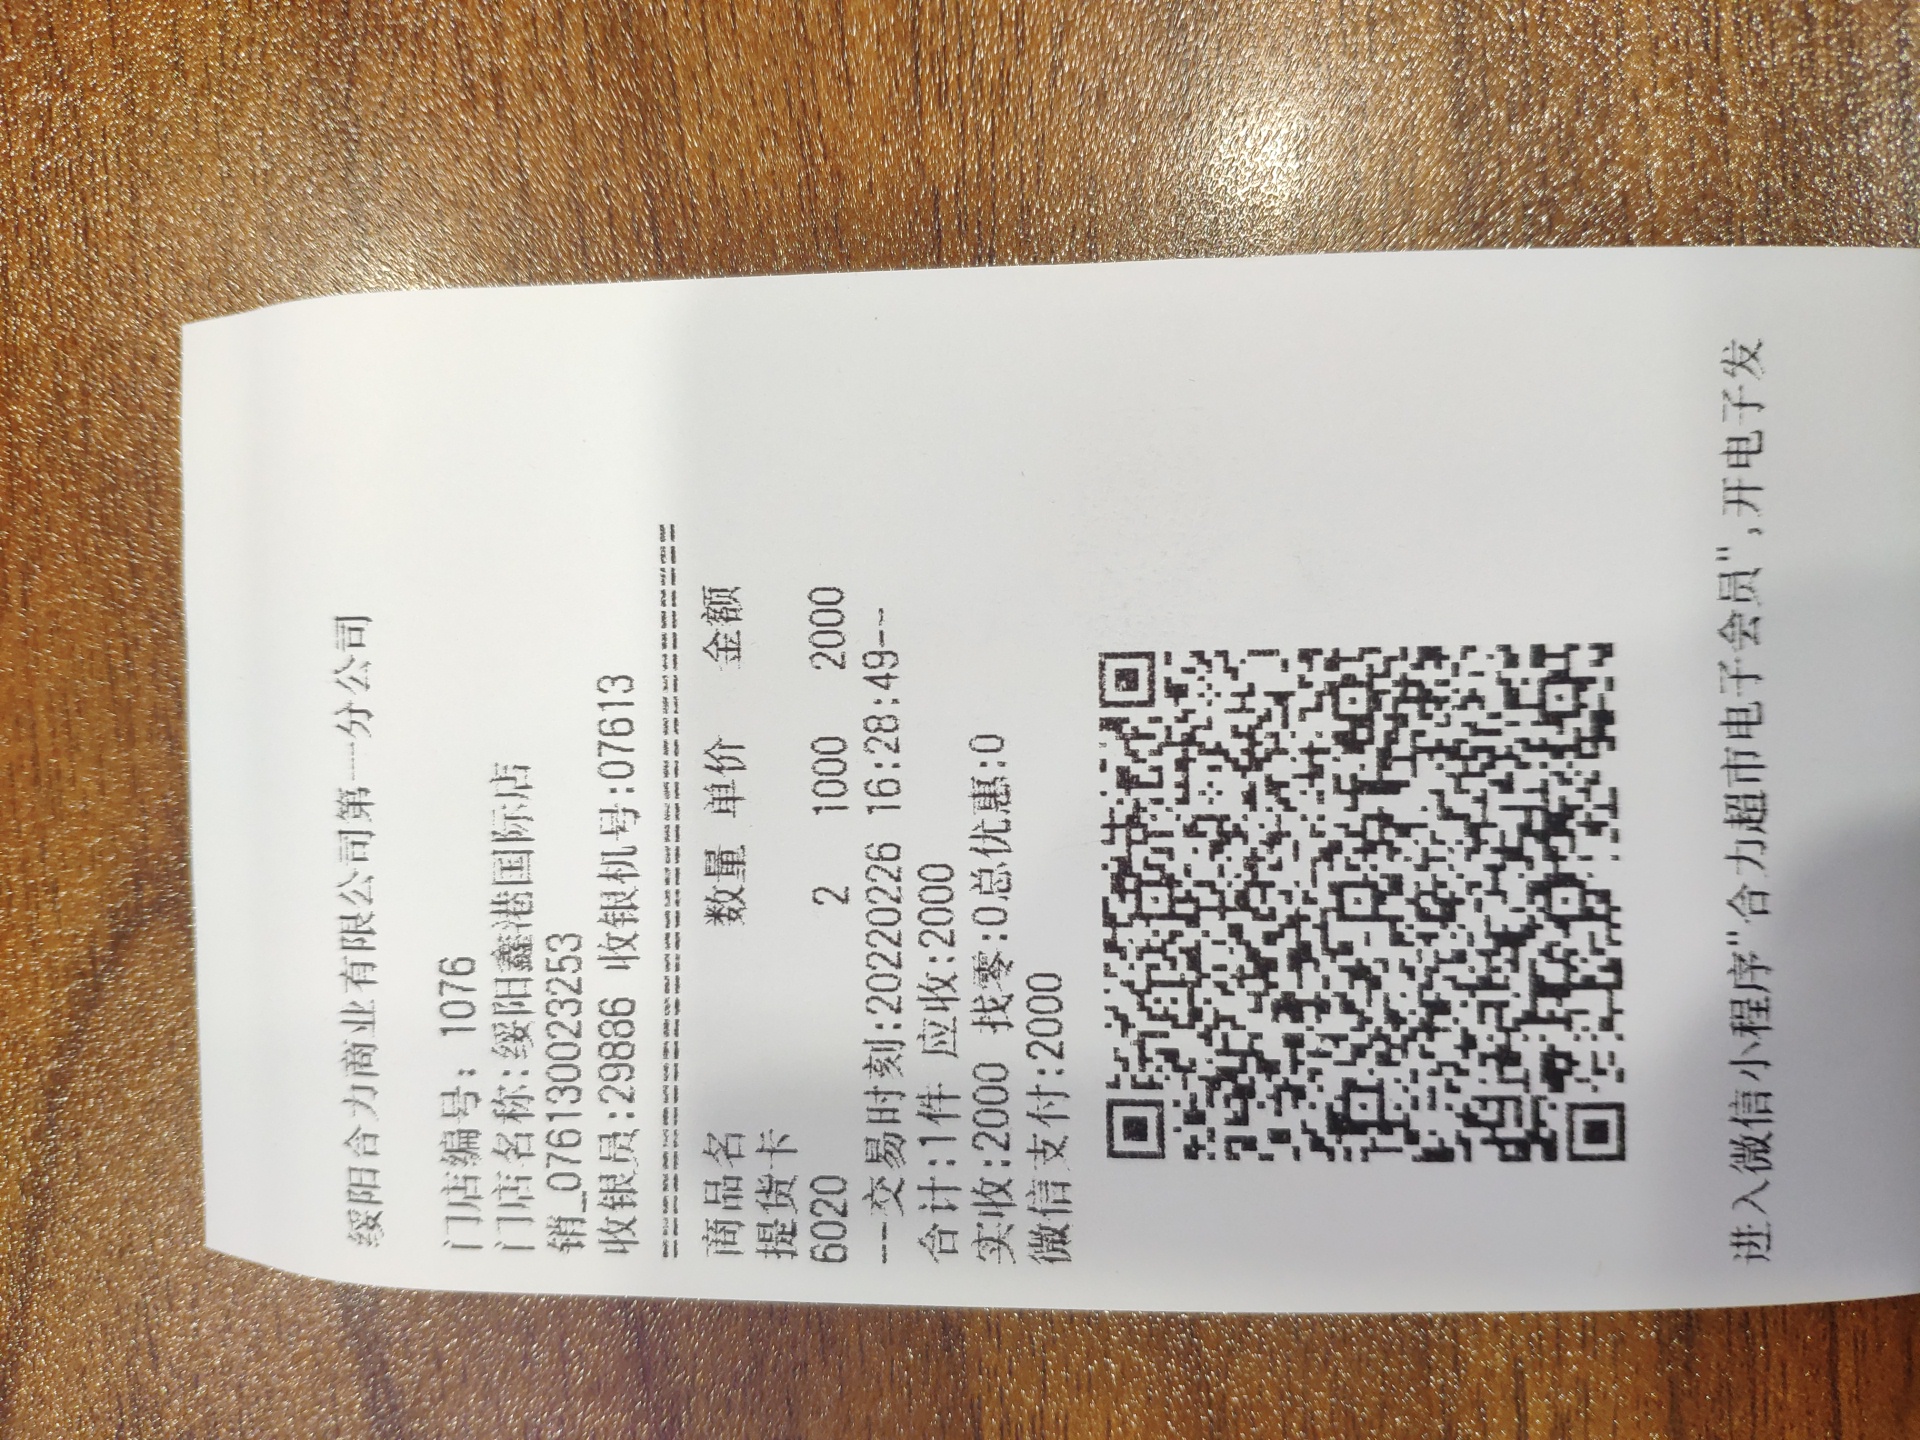 绥阳合力商业有限公司第一分公司
门店编号: 1076
门店名称:绥阳鑫港国际店
销_076130023253
收银员:29886 收银机号:07613
================================
商品名 数量 单价 金额
提货卡
6020 2 1000 2000
--交易时刻:20220226 16:28:49--
合计:1件 应收:2000
实收:2000 找零:0总优惠:0
微信支付:2000
进入微信小程序"合力超市电子会员",开电子发